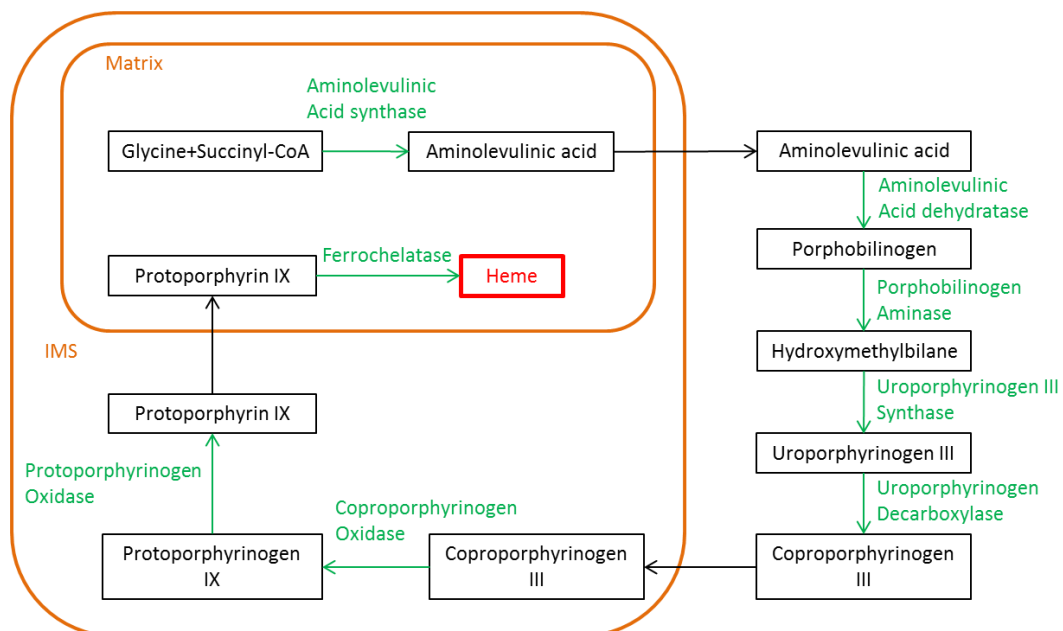 Matrix
Aminolevulinic
Acid synthase
Glycine+Succinyl-CoA
Aminolevulinic acid
Aminolevulinic acid
Aminolevulinic
Acid dehydratase
Porphobilinogen
Ferrochelatase
Protoporphyrin IX
Heme
Porphobilinogen
Aminase
IMS
Hydroxymethylbilane
Uroporphyrinogen III
Synthase
Protoporphyrin IX
Uroporphyrinogen III
Protoporphyrinogen
Oxidase
Uroporphyrinogen
Decarboxylase
Coproporphyrinogen
Oxidase
Protoporphyrinogen
IX
Coproporphyrinogen
III
Coproporphyrinogen
III